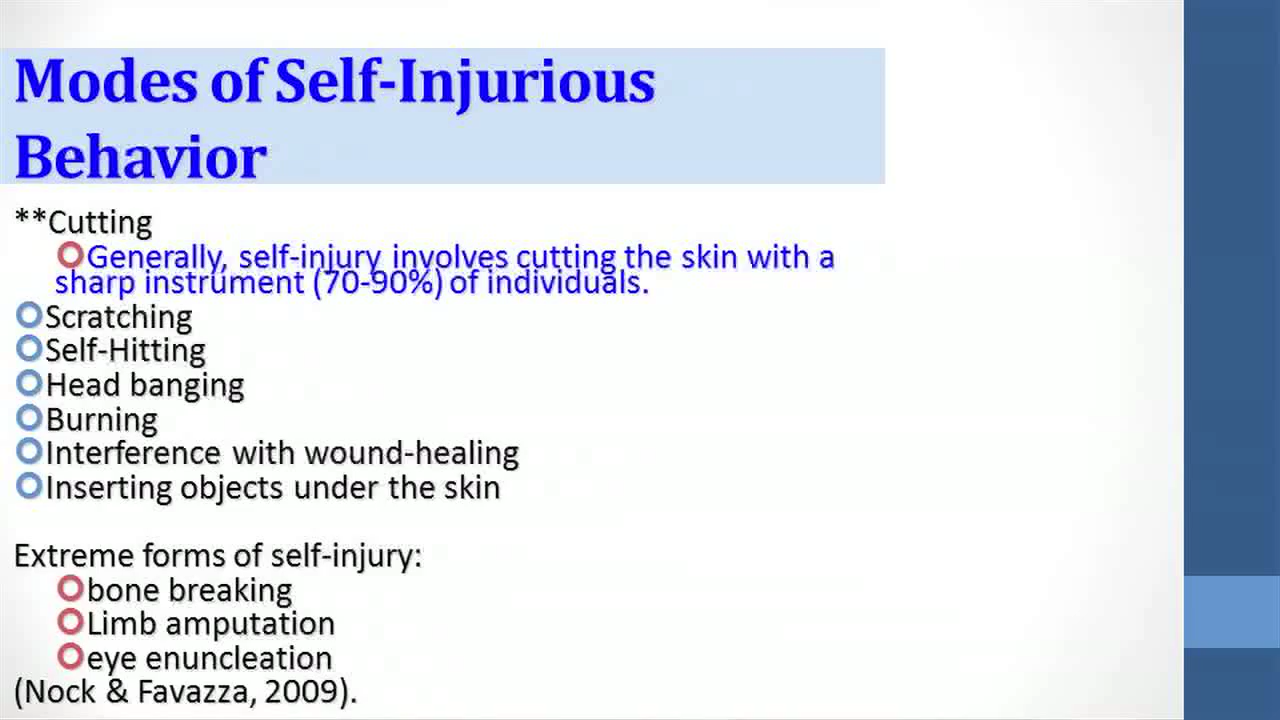 Modes of Self-Injurious
Behavior
**Cutting
Generally, self-injury involves cutting the skin with a
sharp instrument (70-90%) of individuals.
Scratching
Self-Hitting
Head banging
Burning
Interference with wound-healing
Inserting objects under the skin
Extreme forms of self-injury:
bone breaking
Limb amputation
eye enuncleation
(Nock & Favazza, 2009).